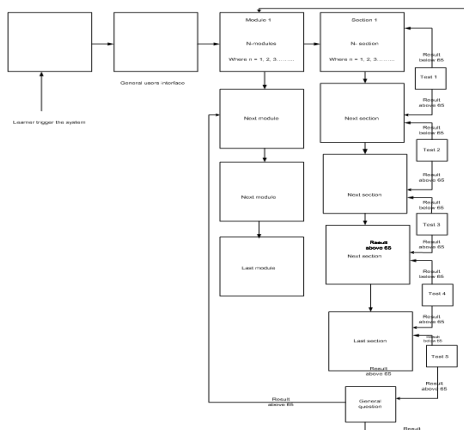 Module 1
N.modules
Where n = 1, 2, 3 ........
Section 1
N. section
Where n = 1, 2, 3 ........
Result
below 65
Test 1
Result
above 65
General users interface
Learner trigger the system
Next module
Next section
Result
below 65
Test 2
Result
above 65
Next module
Next section
Result
below 65
Test 3
Result
above 65
Last module
Result
above 65
Next section
Result
below 65
Test 4
Result
above 65
Last section
Result
below 65
Test 5
Result
above 65
Result
above 65
General
question
Result
above 65
Result